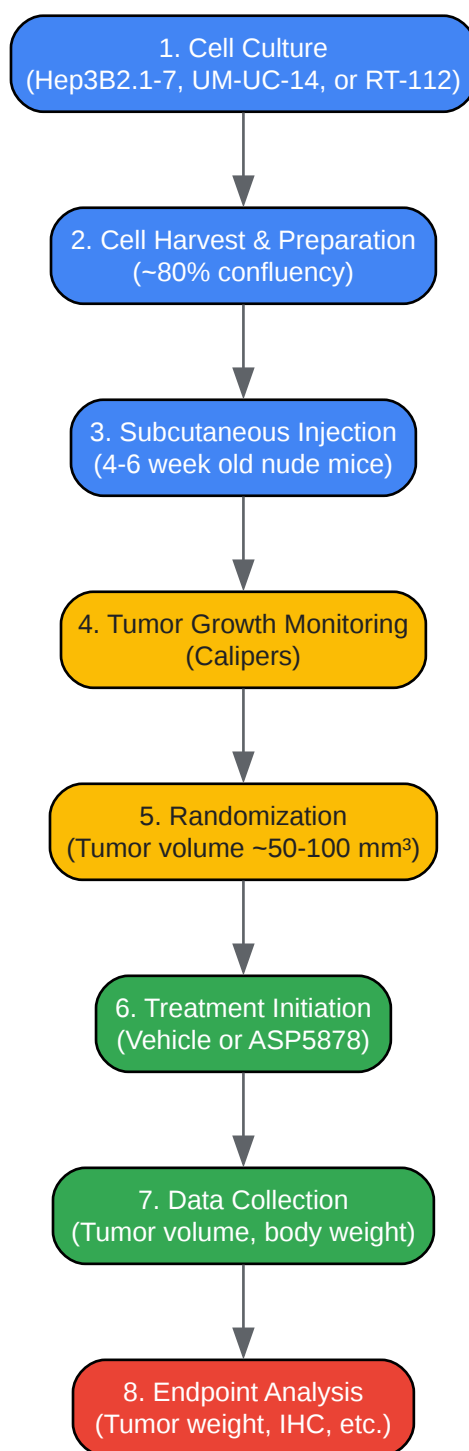 1. Cell Culture
(Hep3B2.1-7, UM-UC-14, or RT-112)
2. Cell Harvest & Preparation
(~80% confluency)
3. Subcutaneous Injection
(4-6 week old nude mice)
4. Tumor Growth Monitoring
(Calipers)
5. Randomization
(Tumor volume ~50-100 mm³)
6. Treatment Initiation
(Vehicle or ASP5878)
7. Data Collection
(Tumor volume, body weight)
8. Endpoint Analysis
(Tumor weight, IHC, etc.)